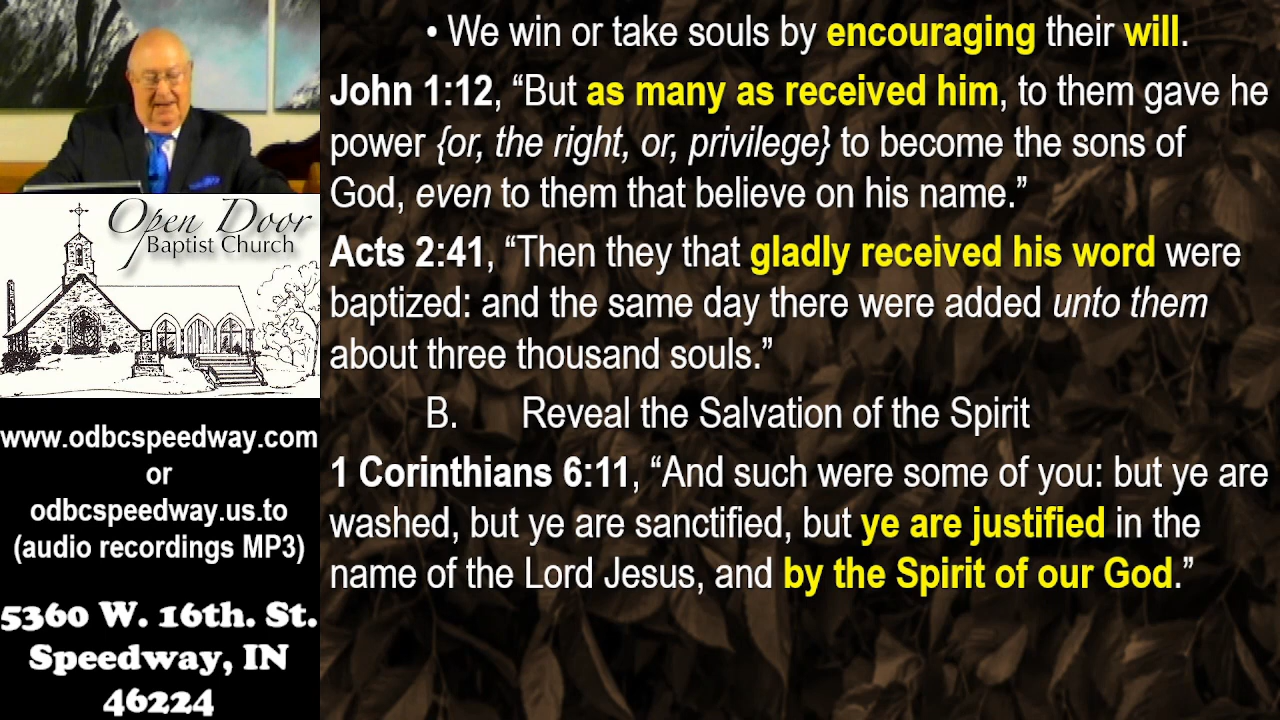 • We win or take souls by encouraging their will.
John 1:12, “But as many as received him, to them gave he
power {or, the right, or, privilege} to become the sons of
God, even to them that believe on his name.”
Acts 2:41, “Then they that gladly received his word were
baptized: and the same day there were added unto them
about three thousand souls.”
B. Reveal the Salvation of the Spirit
1 Corinthians 6:11, “And such were some of you: but ye are
washed, but ye are sanctified, but ye are justified in the
name of the Lord Jesus, and by the Spirit of our God.”
Open Door
Baptist Church
www.odbcspeedway.com
or
odbcspeedway.us.to
(audio recordings MP3)
5360 W. 16th. St.
Speedway, IN
46224